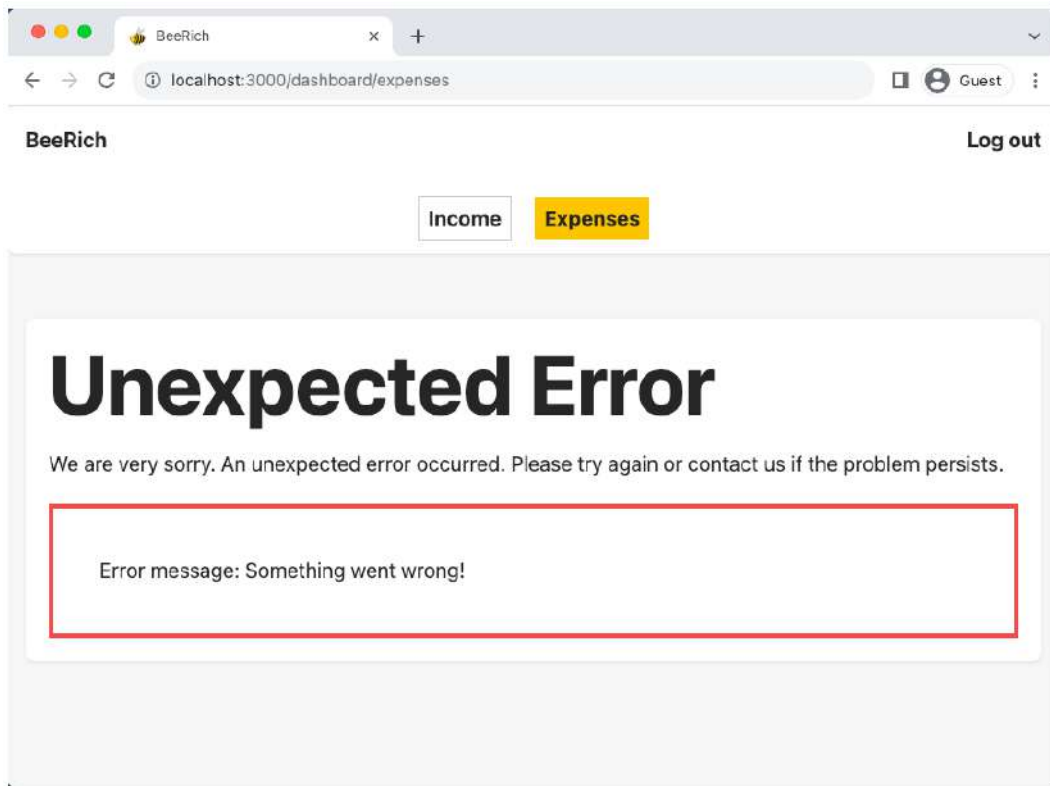 BeeRich
localhost:3000/dashboard/expenses
Guest
BeeRich
Log out
Income
Expenses
Unexpected Error
We are very sorry. An unexpected error occurred. Please try again or contact us if the problem persists.
Error message: Something went wrong!